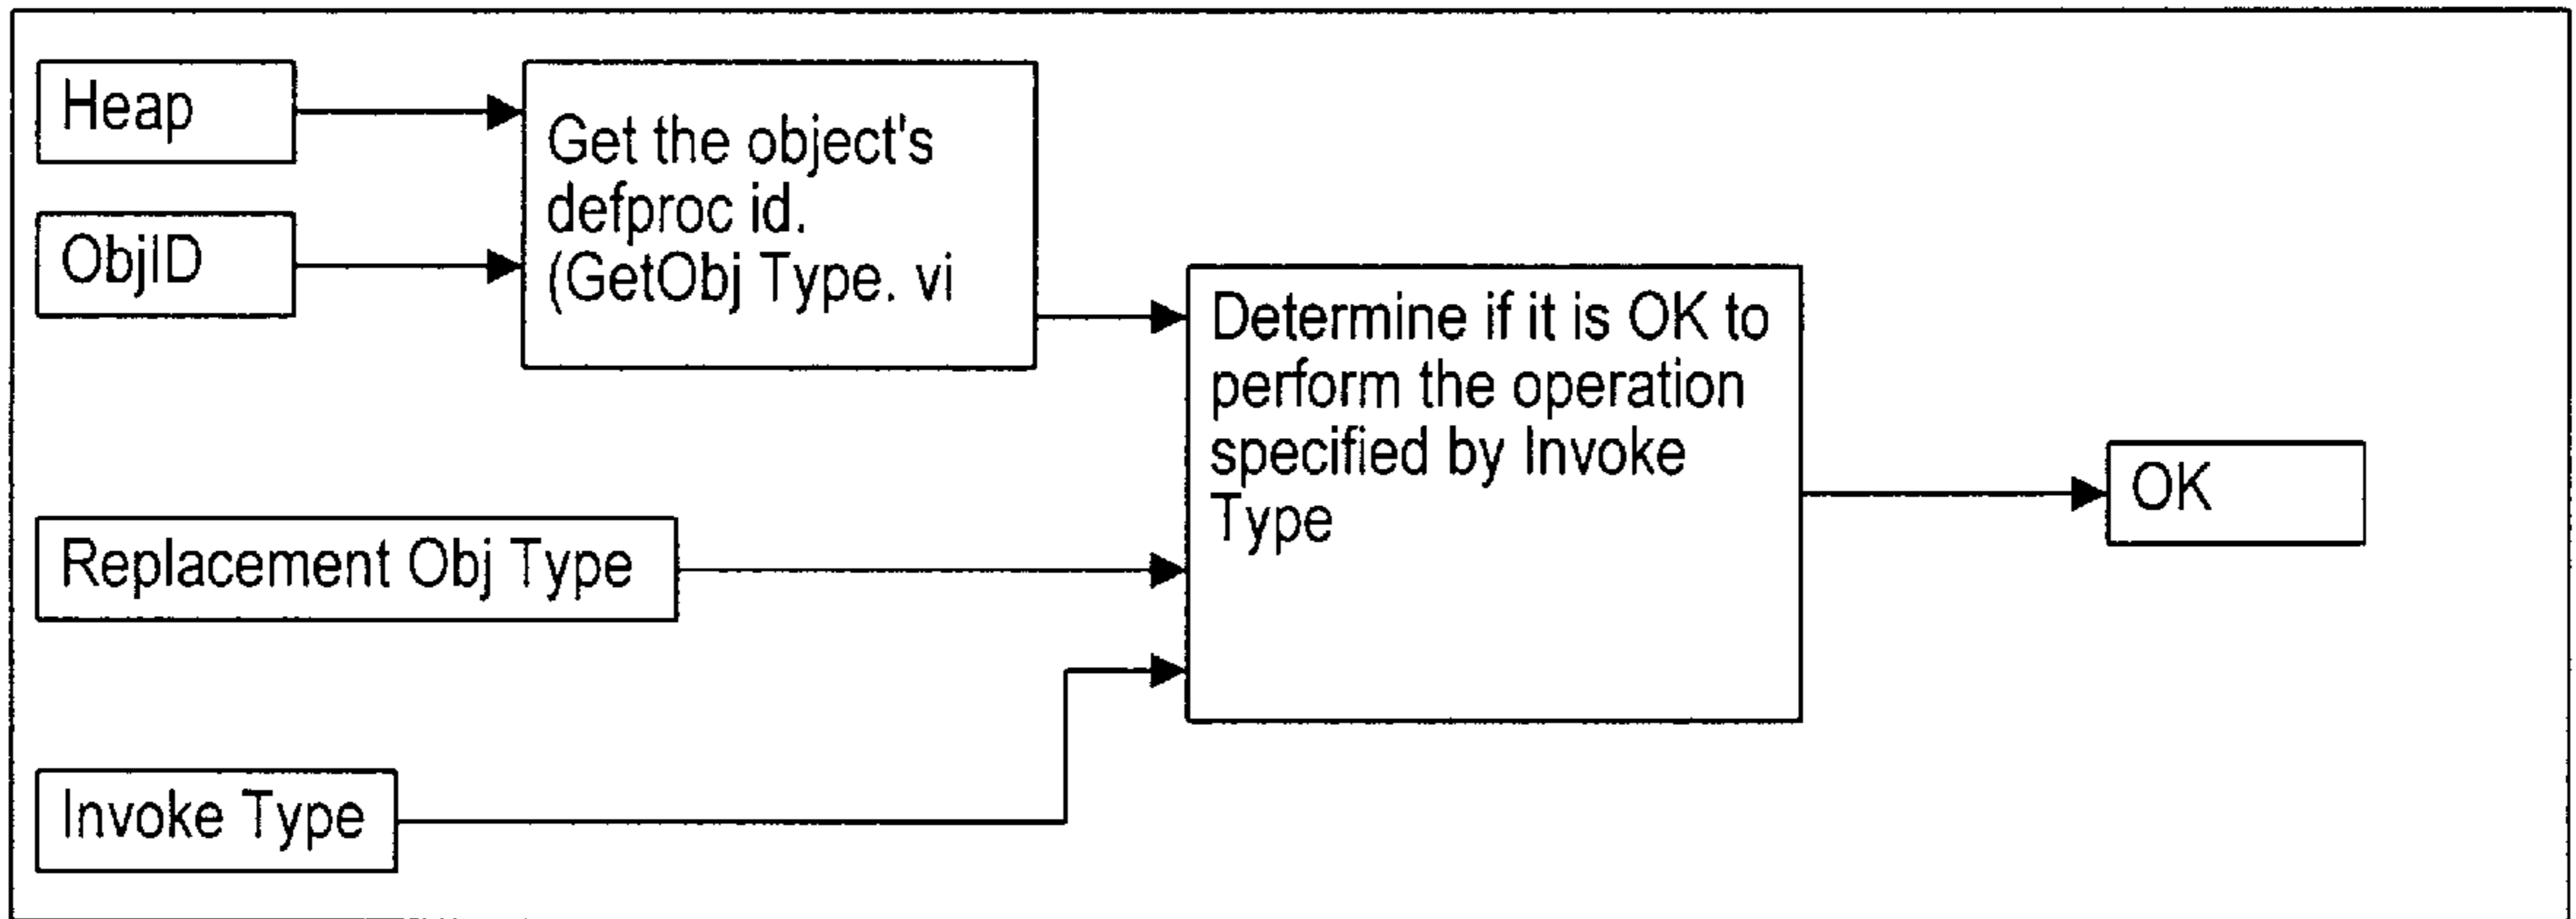 Heap
ObjID
Get the object's
defproc id.
(GetObj Type. vi
Replacement Obj Type
Invoke Type
Determine if it is OK to
perform the operation
specified by Invoke
Type
OK